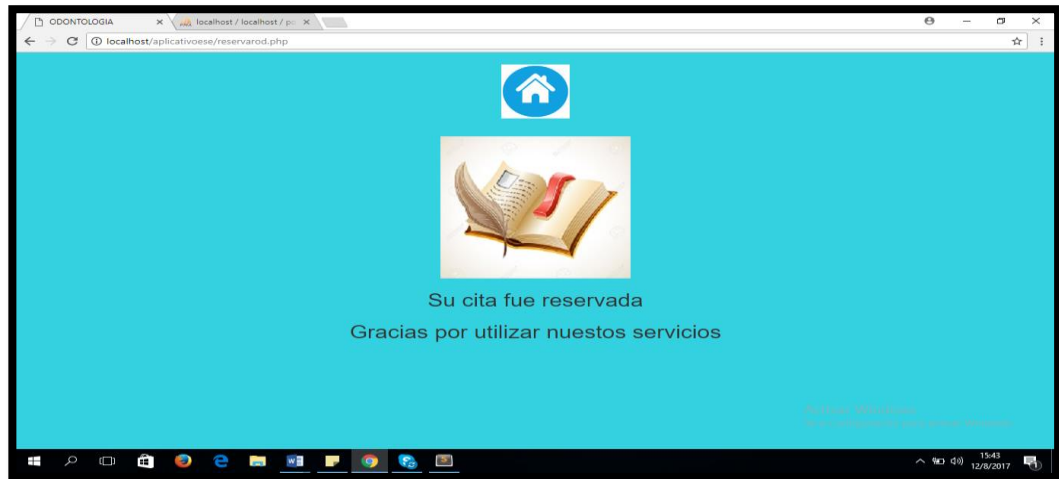 ODONTOLOGIA
localhost / localhost / po
localhost/aplicativoese/reservarod.php
Su cita fue reservada
Gracias por utilizar nuestos servicios
15:43
12/8/2017